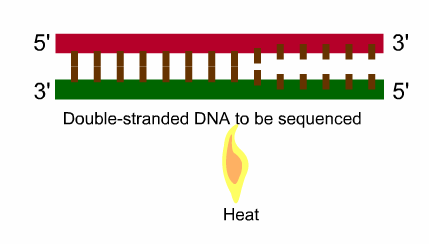 5' 3'
3' 5'
Double-stranded DNA to be sequenced
Heat